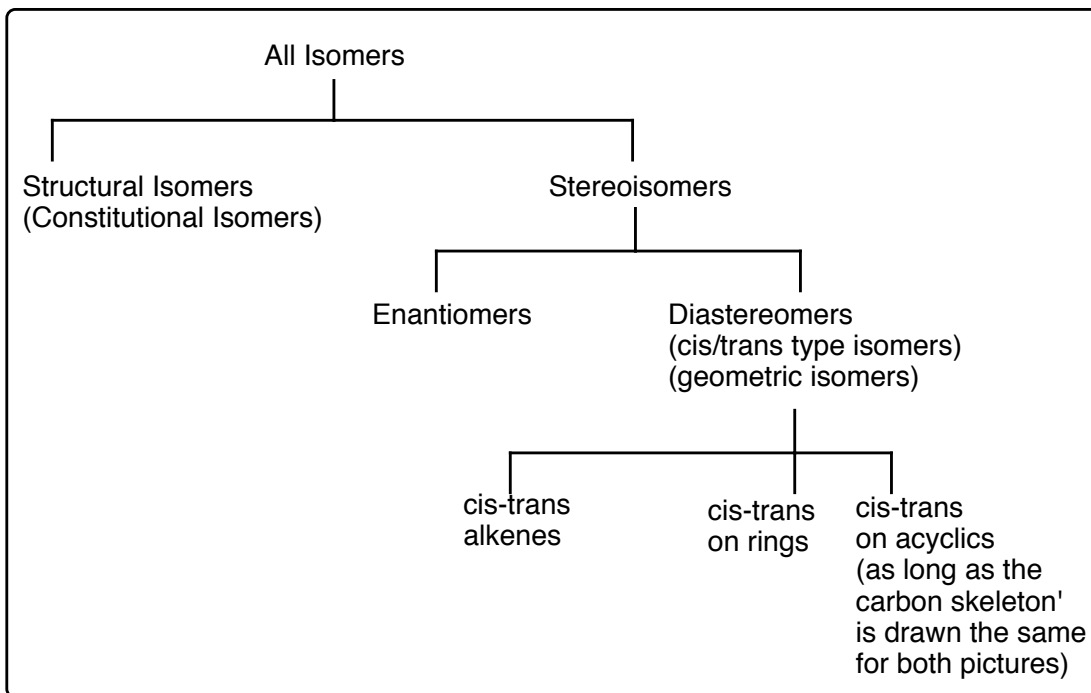 All Isomers
Structural Isomers
(Constitutional Isomers)
Stereoisomers
Enantiomers
Diastereomers
(cis/trans type isomers)
(geometric isomers)
cis-trans
alkenes
cis-trans
on rings
cis-trans
on acyclics
(as long as the
carbon skeleton'
is drawn the same
for both pictures)